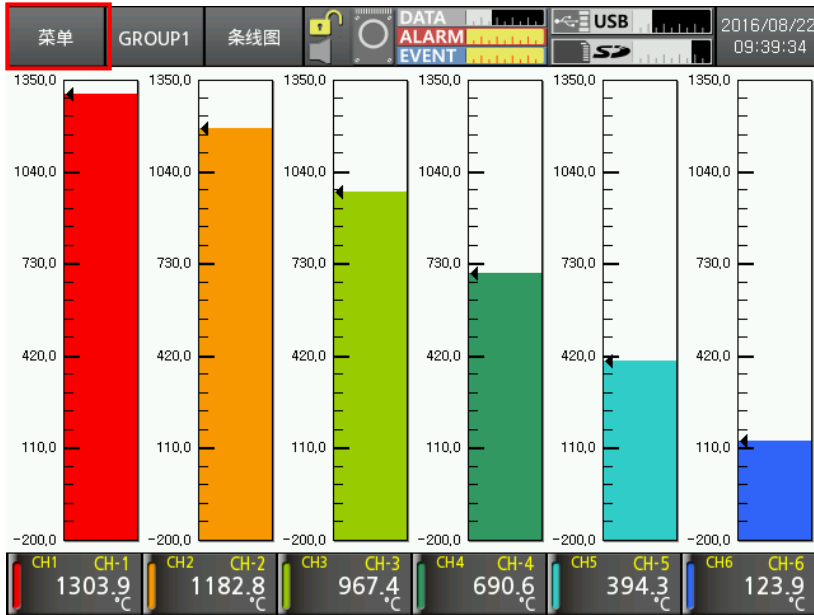 菜单 GROUP1 条线图 DATA USB 2016/08/22
ALARM 09:39:34
EVENT SD
1350,0 1350,0 1350,0 1350,0 1350,0 1350,0
1040,0 1040,0 1040,0 1040,0 1040,0 1040,0
730,0 730,0 730,0 730,0 730,0 730,0
420,0 420,0 420,0 420,0 420,0 420,0
110,0 110,0 110,0 110,0 110,0 110,0
-200,0 -200,0 -200,0 -200,0 -200,0 -200,0
CH1 CH-1 CH2 CH-2 CH3 CH-3 CH4 CH-4 CH5 CH-5 CH6 CH-6
1303.9 1182.8 967.4 690.6 394.3 123.9
°C °C °C °C °C °C